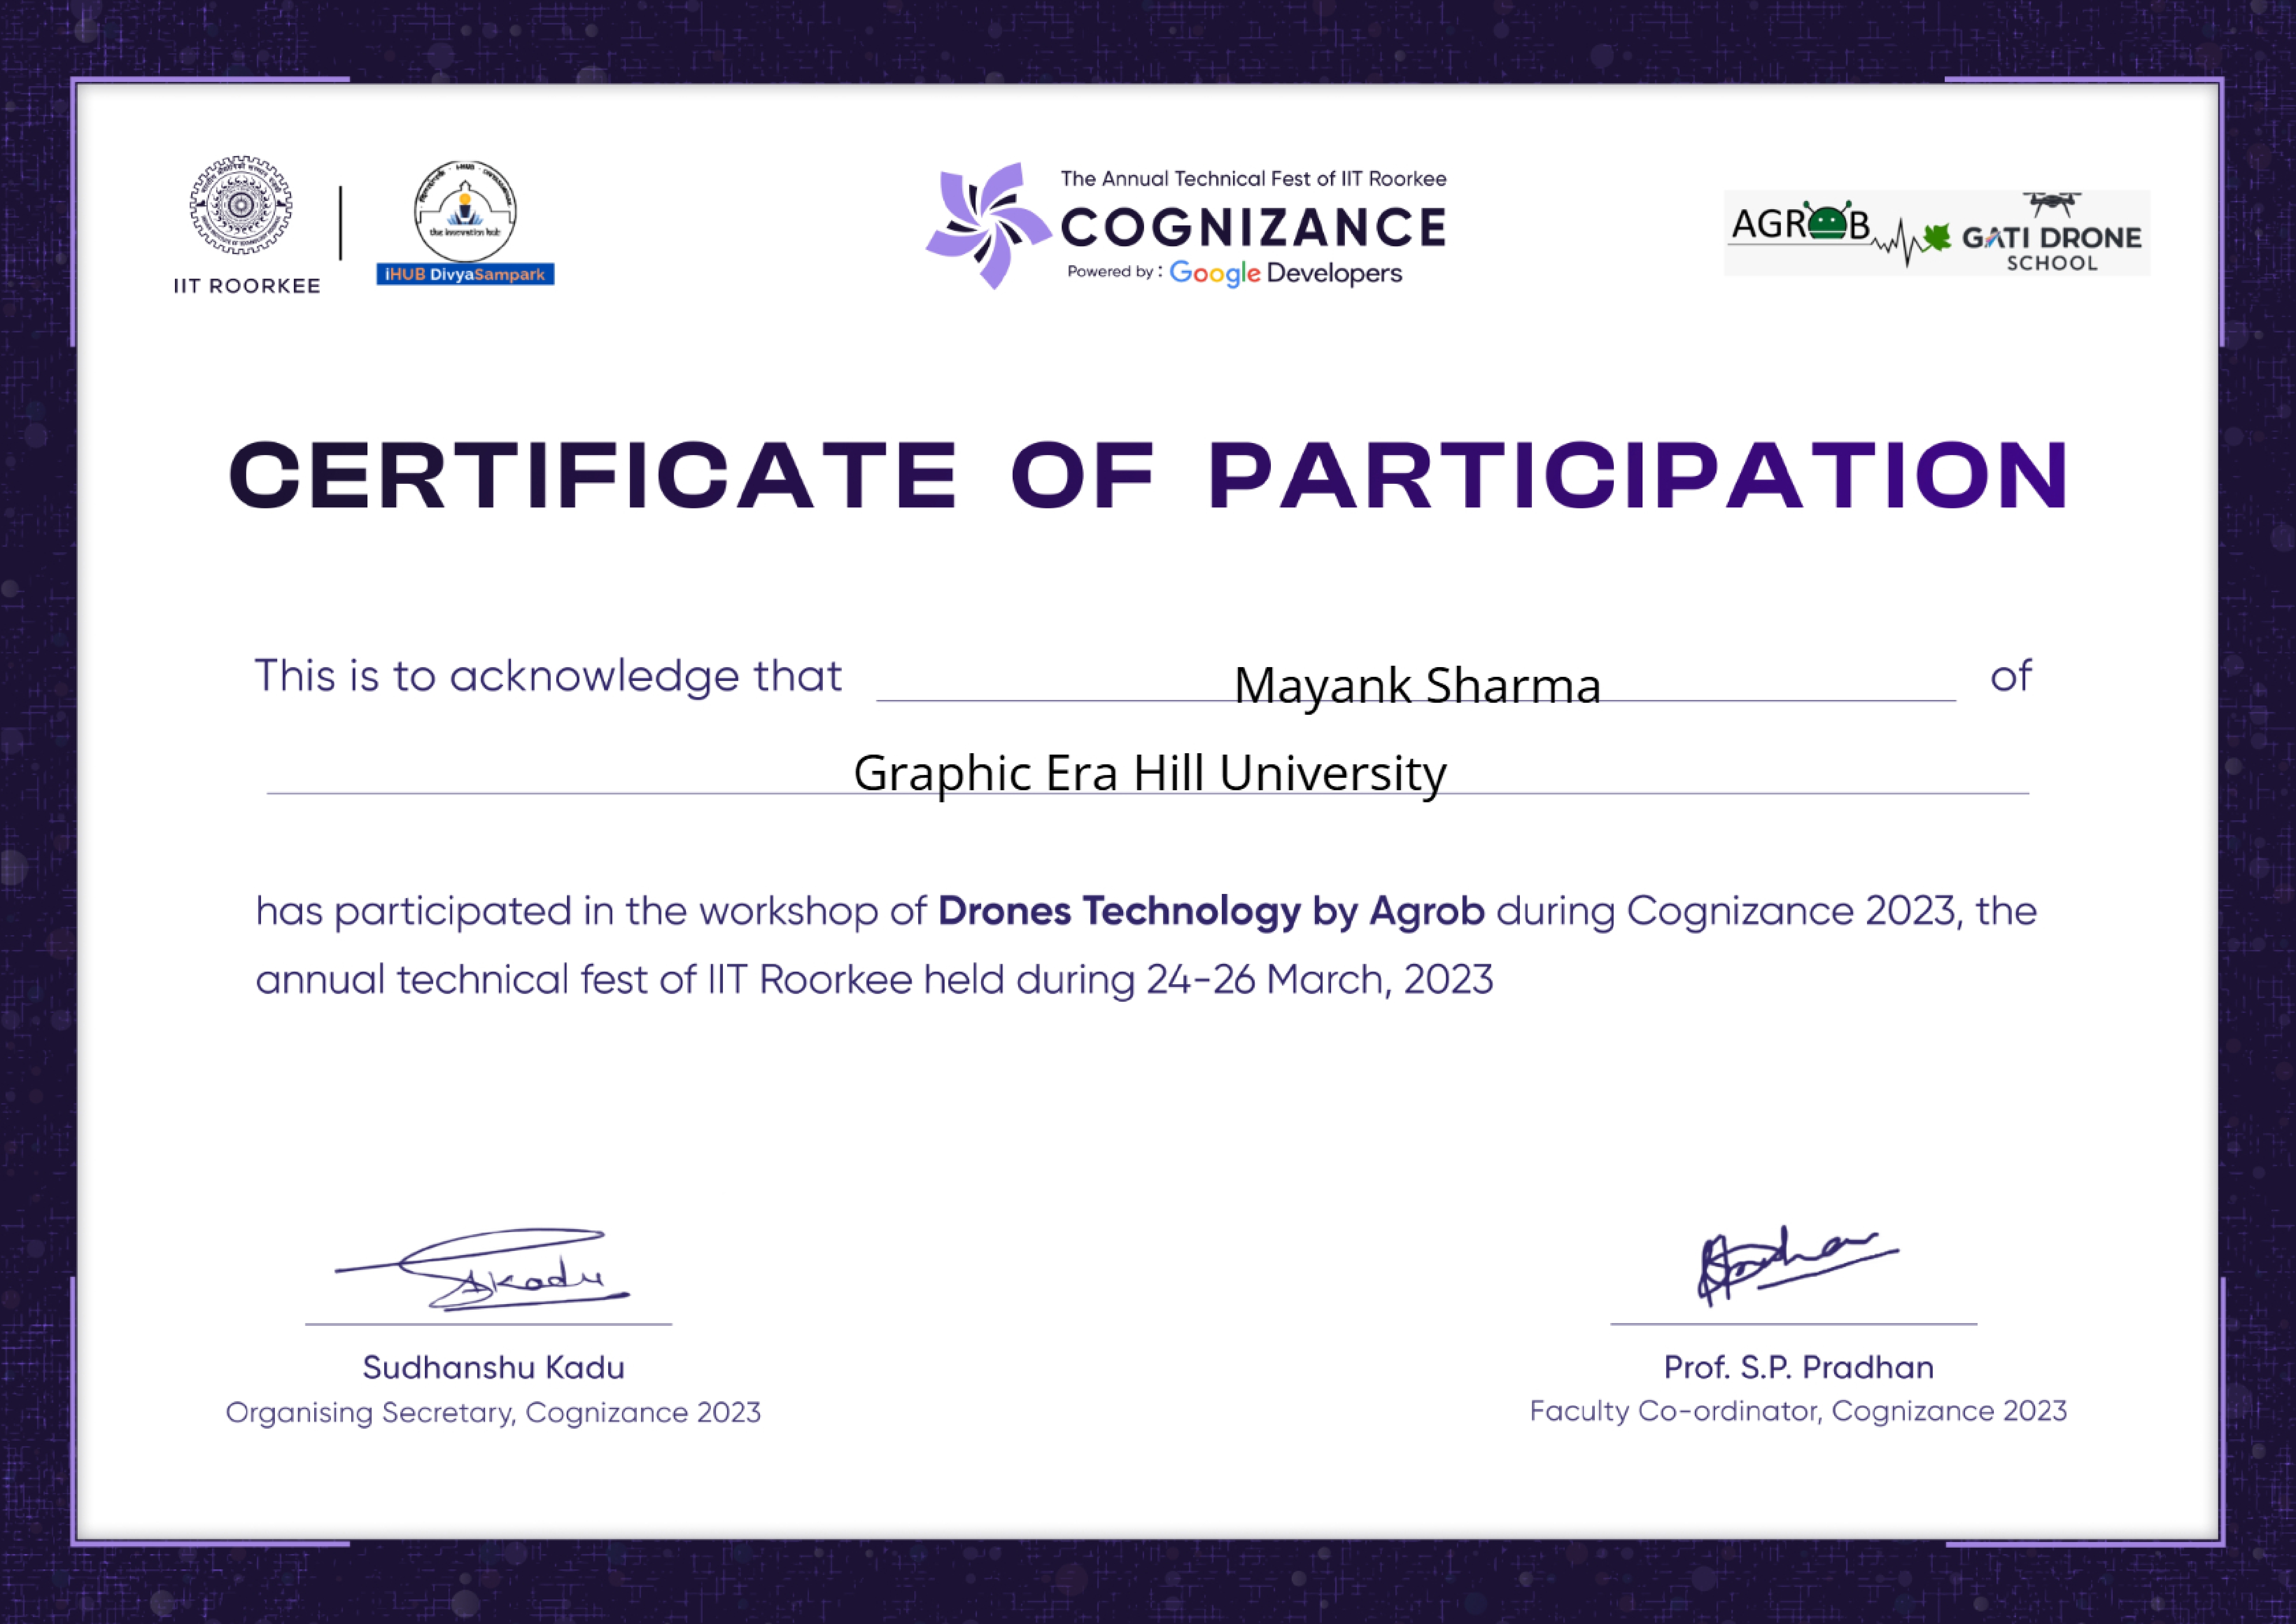 IIT ROORKEE
the innovation hub
iHUB DivyaSampark
The Annual Technical Fest of IIT Roorkee
COGNIZANCE
Powered by : Google Developers
AGROB
GATI DRONE
SCHOOL
CERTIFICATE OF PARTICIPATION
This is to acknowledge that Mayank Sharma of
Graphic Era Hill University
has participated in the workshop of Drones Technology by Agrob during Cognizance 2023, the
annual technical fest of IIT Roorkee held during 24-26 March, 2023
Sudhanshu Kadu
Organising Secretary, Cognizance 2023
Prof. S.P. Pradhan
Faculty Co-ordinator, Cognizance 2023